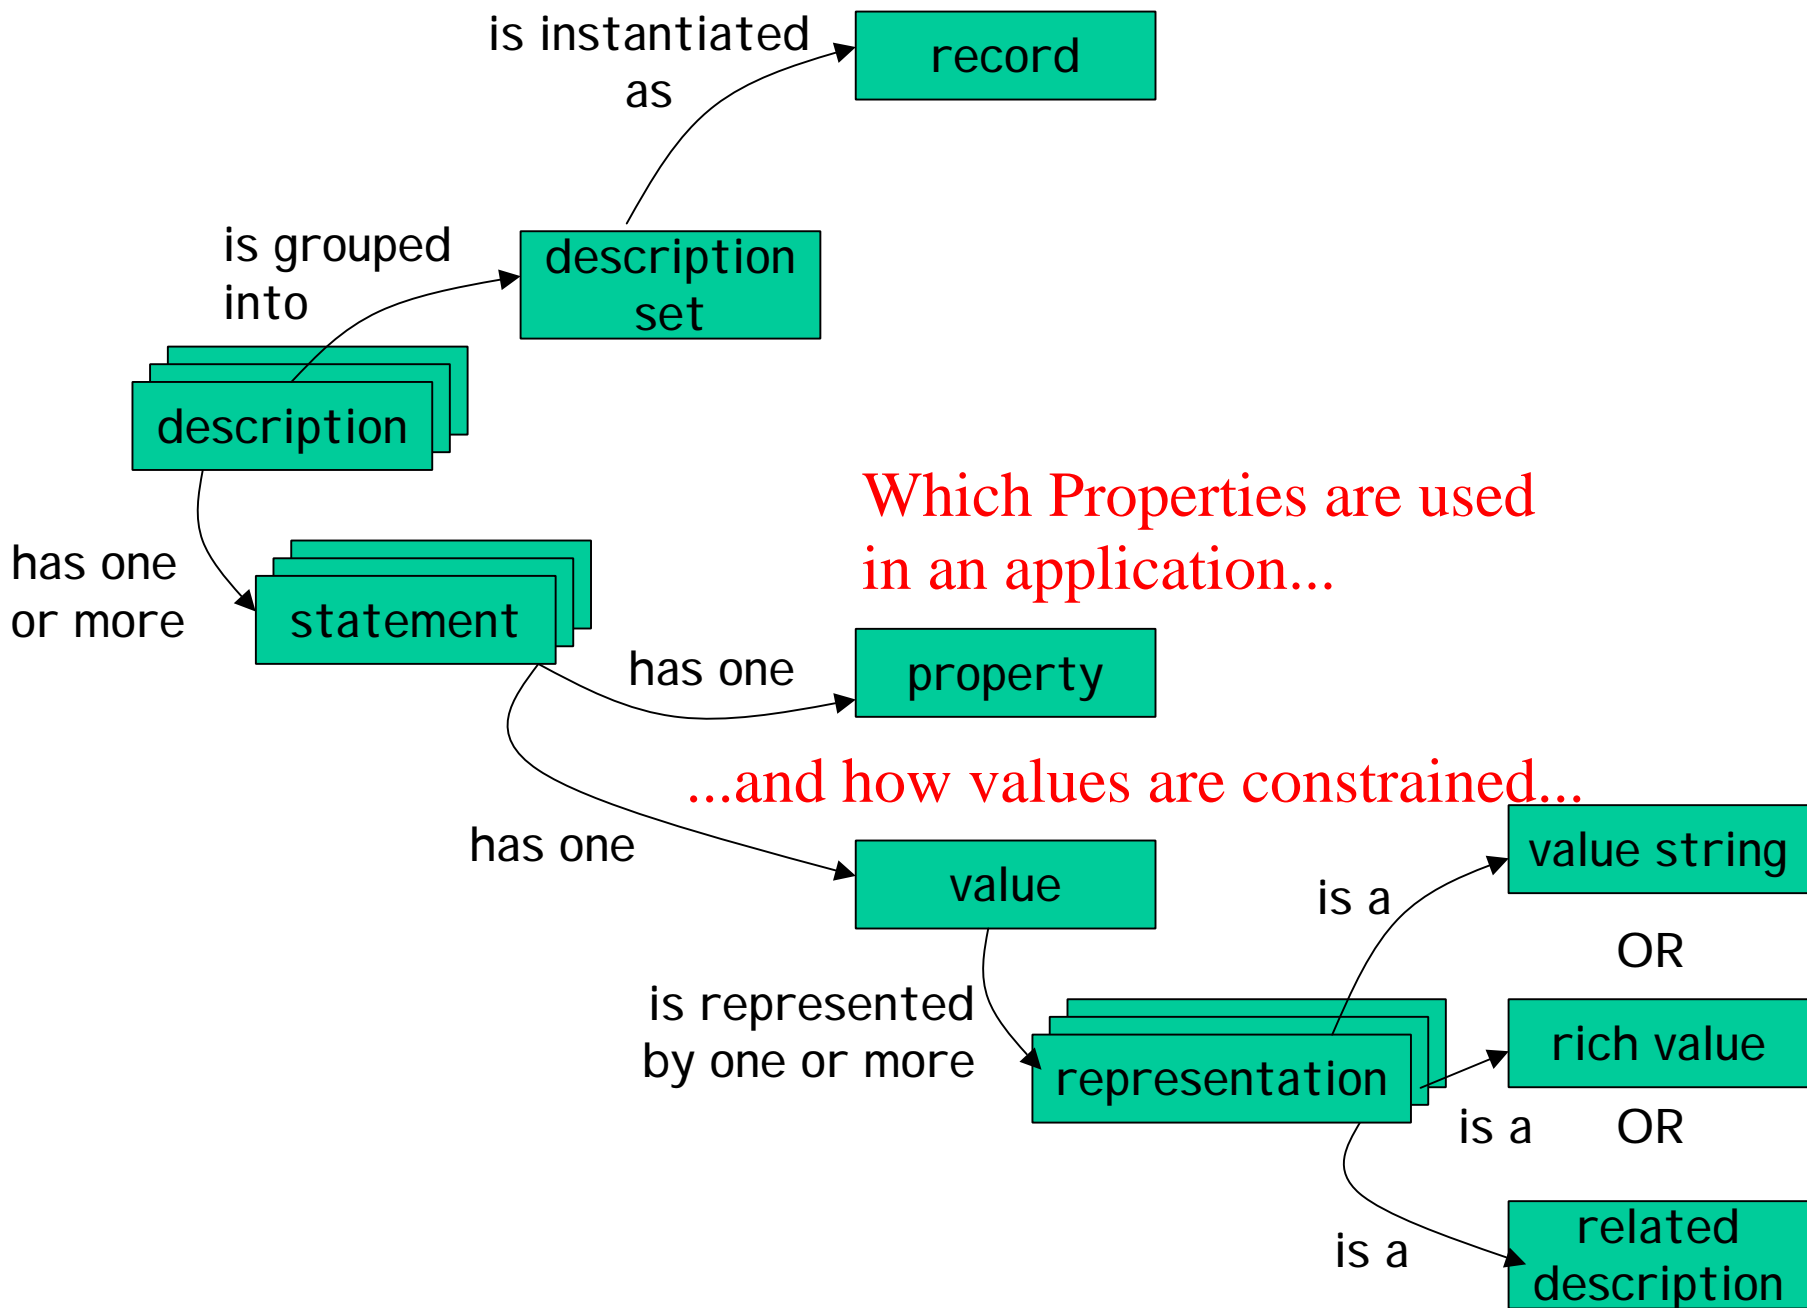 is instantiated
as
record
is grouped
into
description
set
description
Which Properties are used
in an application...
has one
or more
statement
has one
property
...and how values are constrained...
has one
value
value string
is a
OR
is represented
by one or more
representation
rich value
is a
OR
is a
related
description